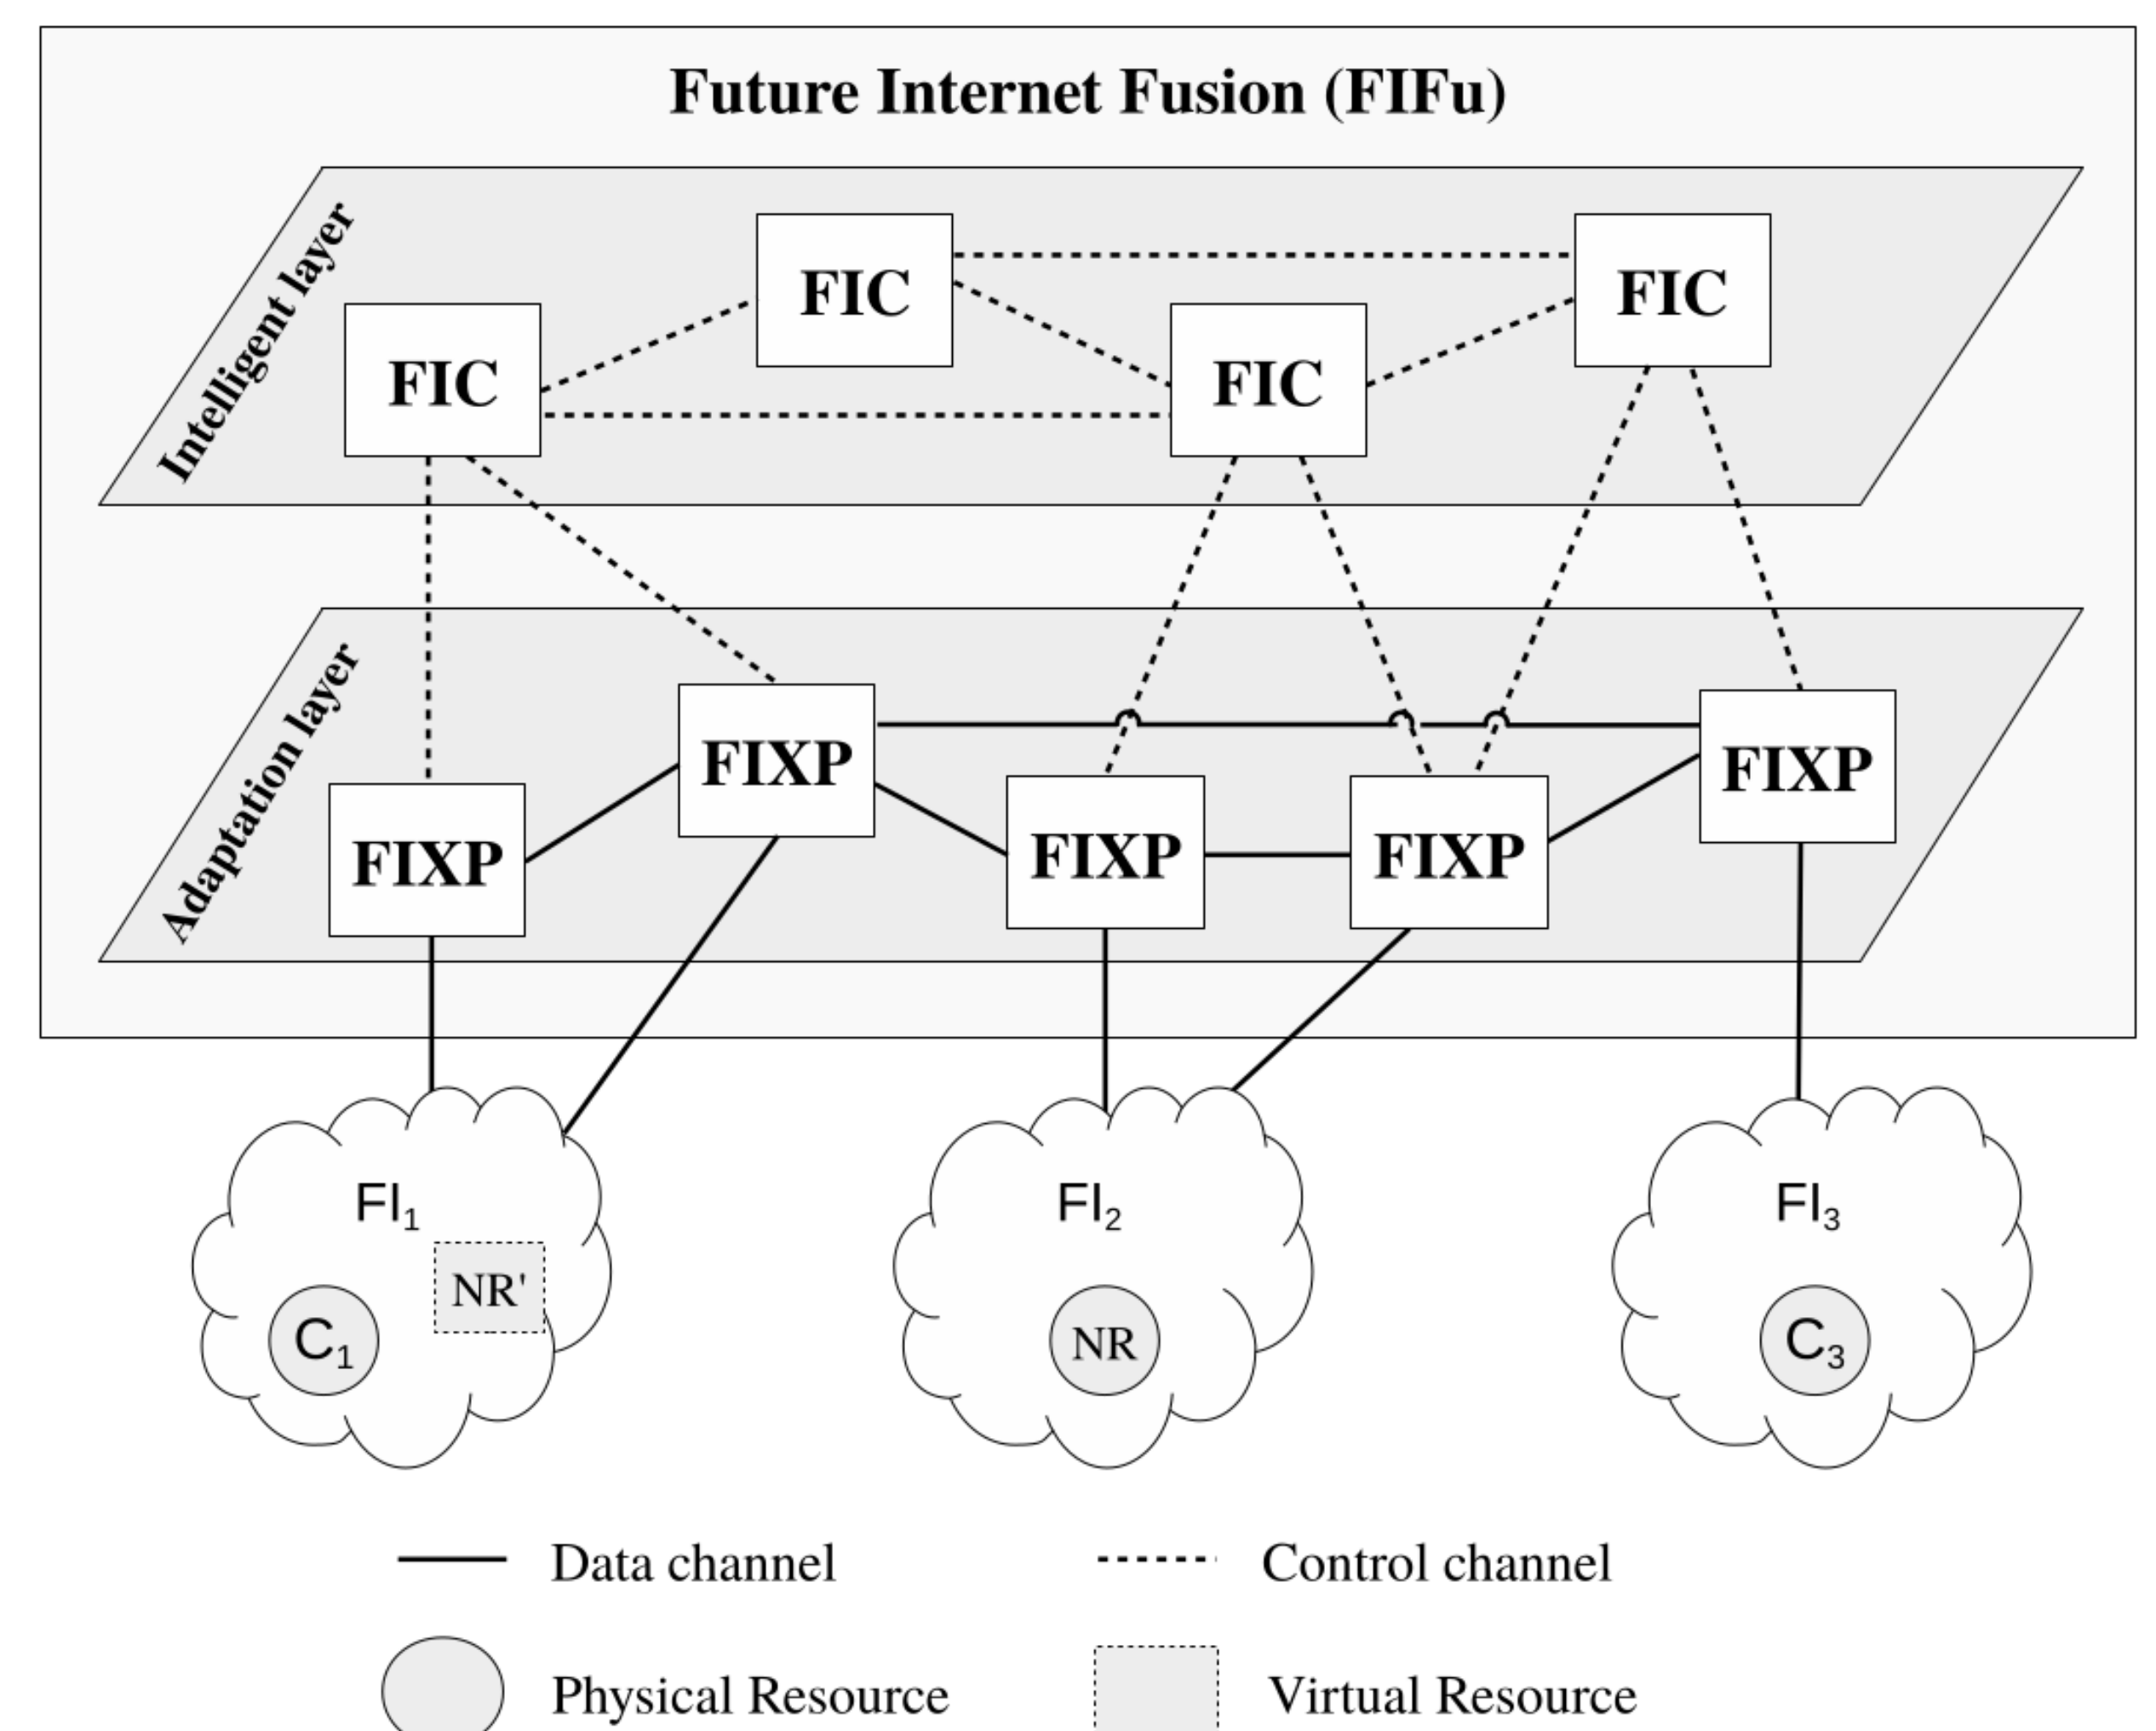 Future Internet Fusion (FIFu)
Intelligent layer
FIC
FIC
FIC
FIC
Adaptation layer
FIXP
FIXP
FIXP
FIXP
FIXP
FI₁
NR'
C₁
FI₂
NR
FI₃
C₃
Data channel
Control channel
Physical Resource
Virtual Resource